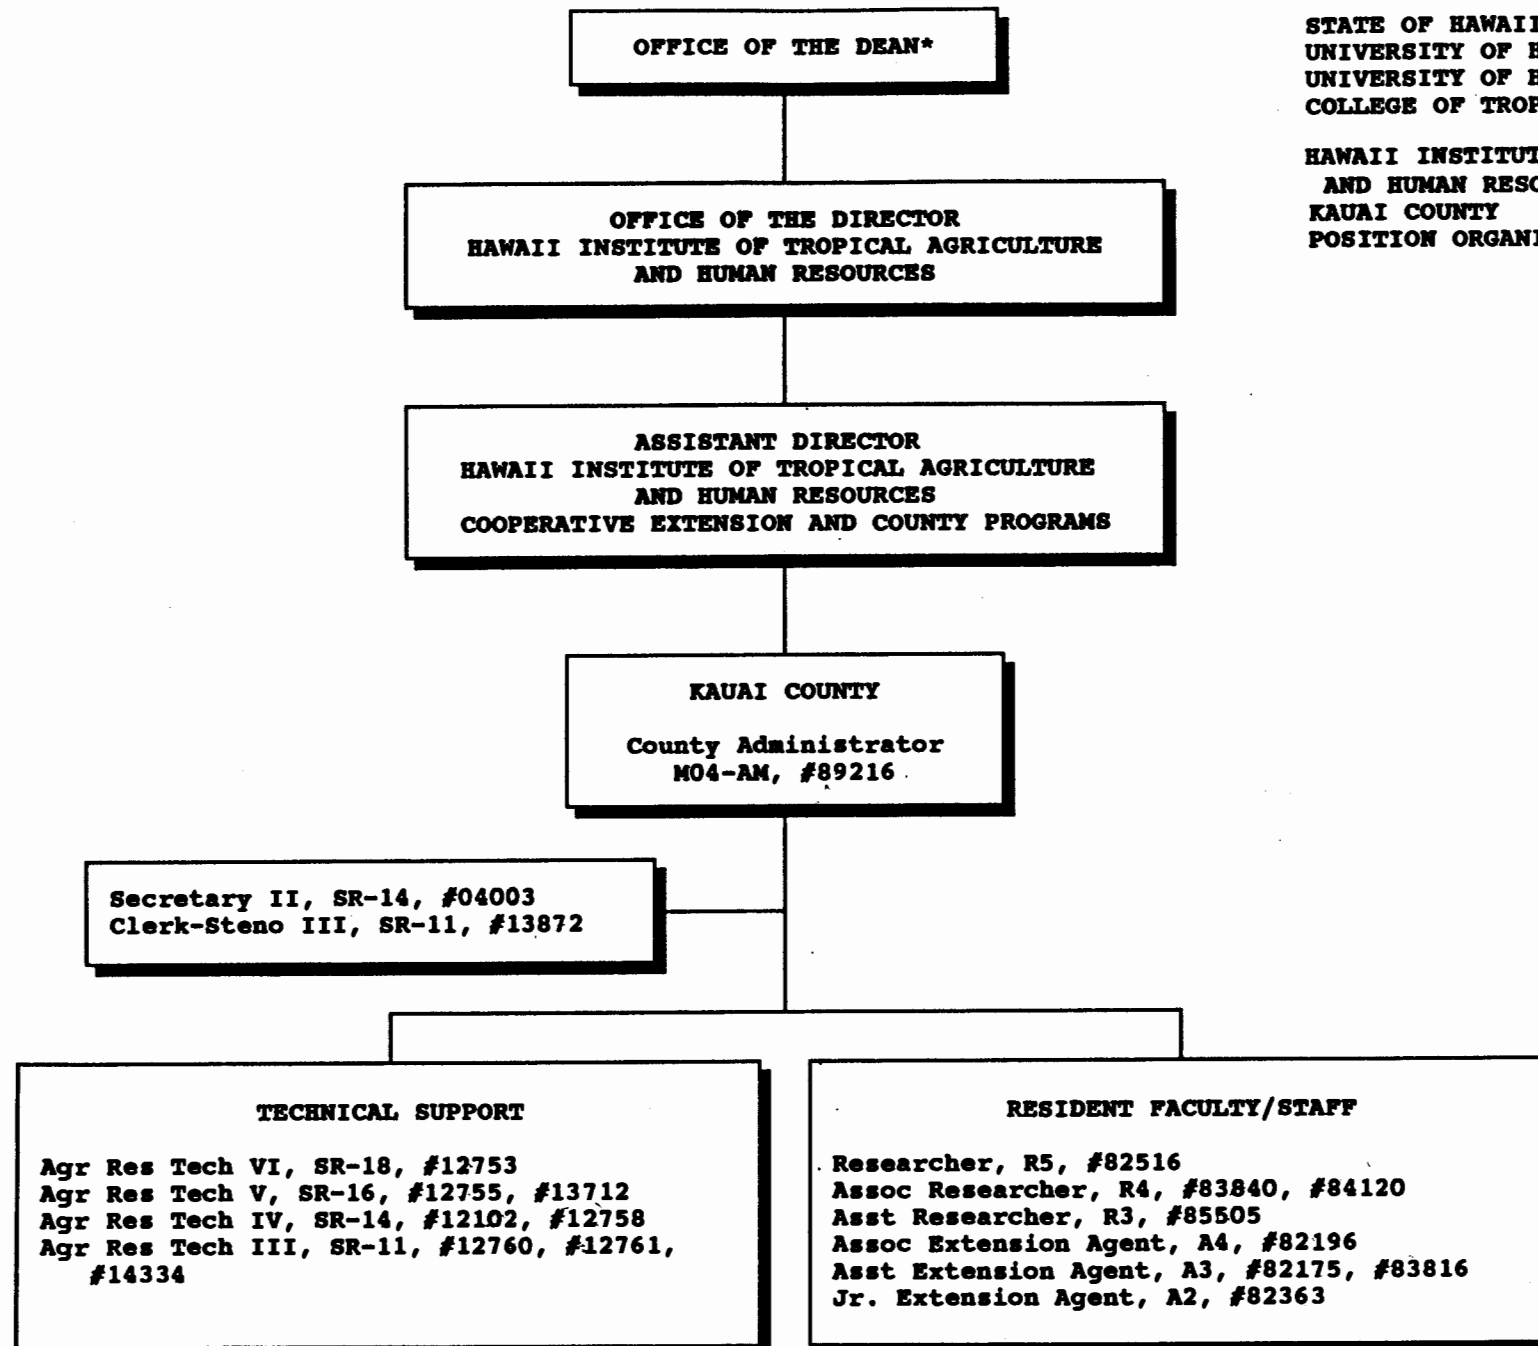 OFFICE OF THE DEAN*
STATE OF HAWAII
UNIVERSITY OF
UNIVERSITY OF
COLLEGE OF
HAWAII
AND HUMAN
KAUAI COUNTY
POSITION
OFFICE OF THE DIRECTOR
HAWAII INSTITUTE OF TROPICAL AGRICULTURE
AND HUMAN RESOURCES
ASSISTANT DIRECTOR
HAWAII INSTITUTE OF TROPICAL AGRICULTURE
AND HUMAN RESOURCES
COOPERATIVE EXTENSION AND COUNTY PROGRAMS
KAUAI COUNTY
County Administrator
M04-AM, #89216
Secretary II, SR-14, #04003
Clerk-Steno III, SR-11, #13872
TECHNICAL SUPPORT
Agr Res Tech VI, SR-18, #12753
Agr Res Tech V, SR-16, #12755, #13712
Agr Res Tech IV, SR-14, #12102, #12758
Agr Res Tech III, SR-11, #12760, #12761,
#14334
RESIDENT FACULTY/STAFF
Researcher, R5, #82516
Assoc Researcher, R4, #83840, #84120
Asst Researcher, R3, #85505
Assoc Extension Agent, A4, #82196
Asst Extension Agent, A3, #82175, #83816
Jr. Extension Agent, A2, #82363